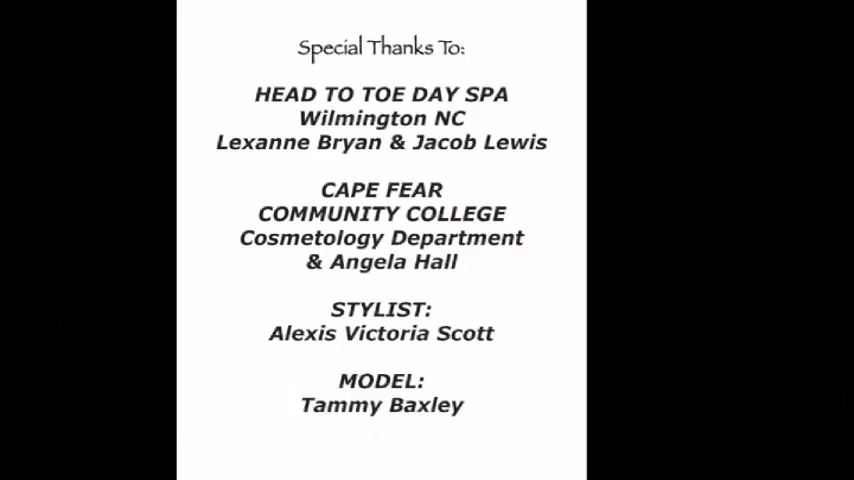 Special Thanks To:
HEAD TO TOE DAY SPA
Wilmington NC
Lexanne Bryan & Jacob Lewis
CAPE FEAR
COMMUNITY COLLEGE
Cosmetology Department
& Angela Hall
STYLIST:
Alexis Victoria Scott
MODEL:
Tammy Baxley